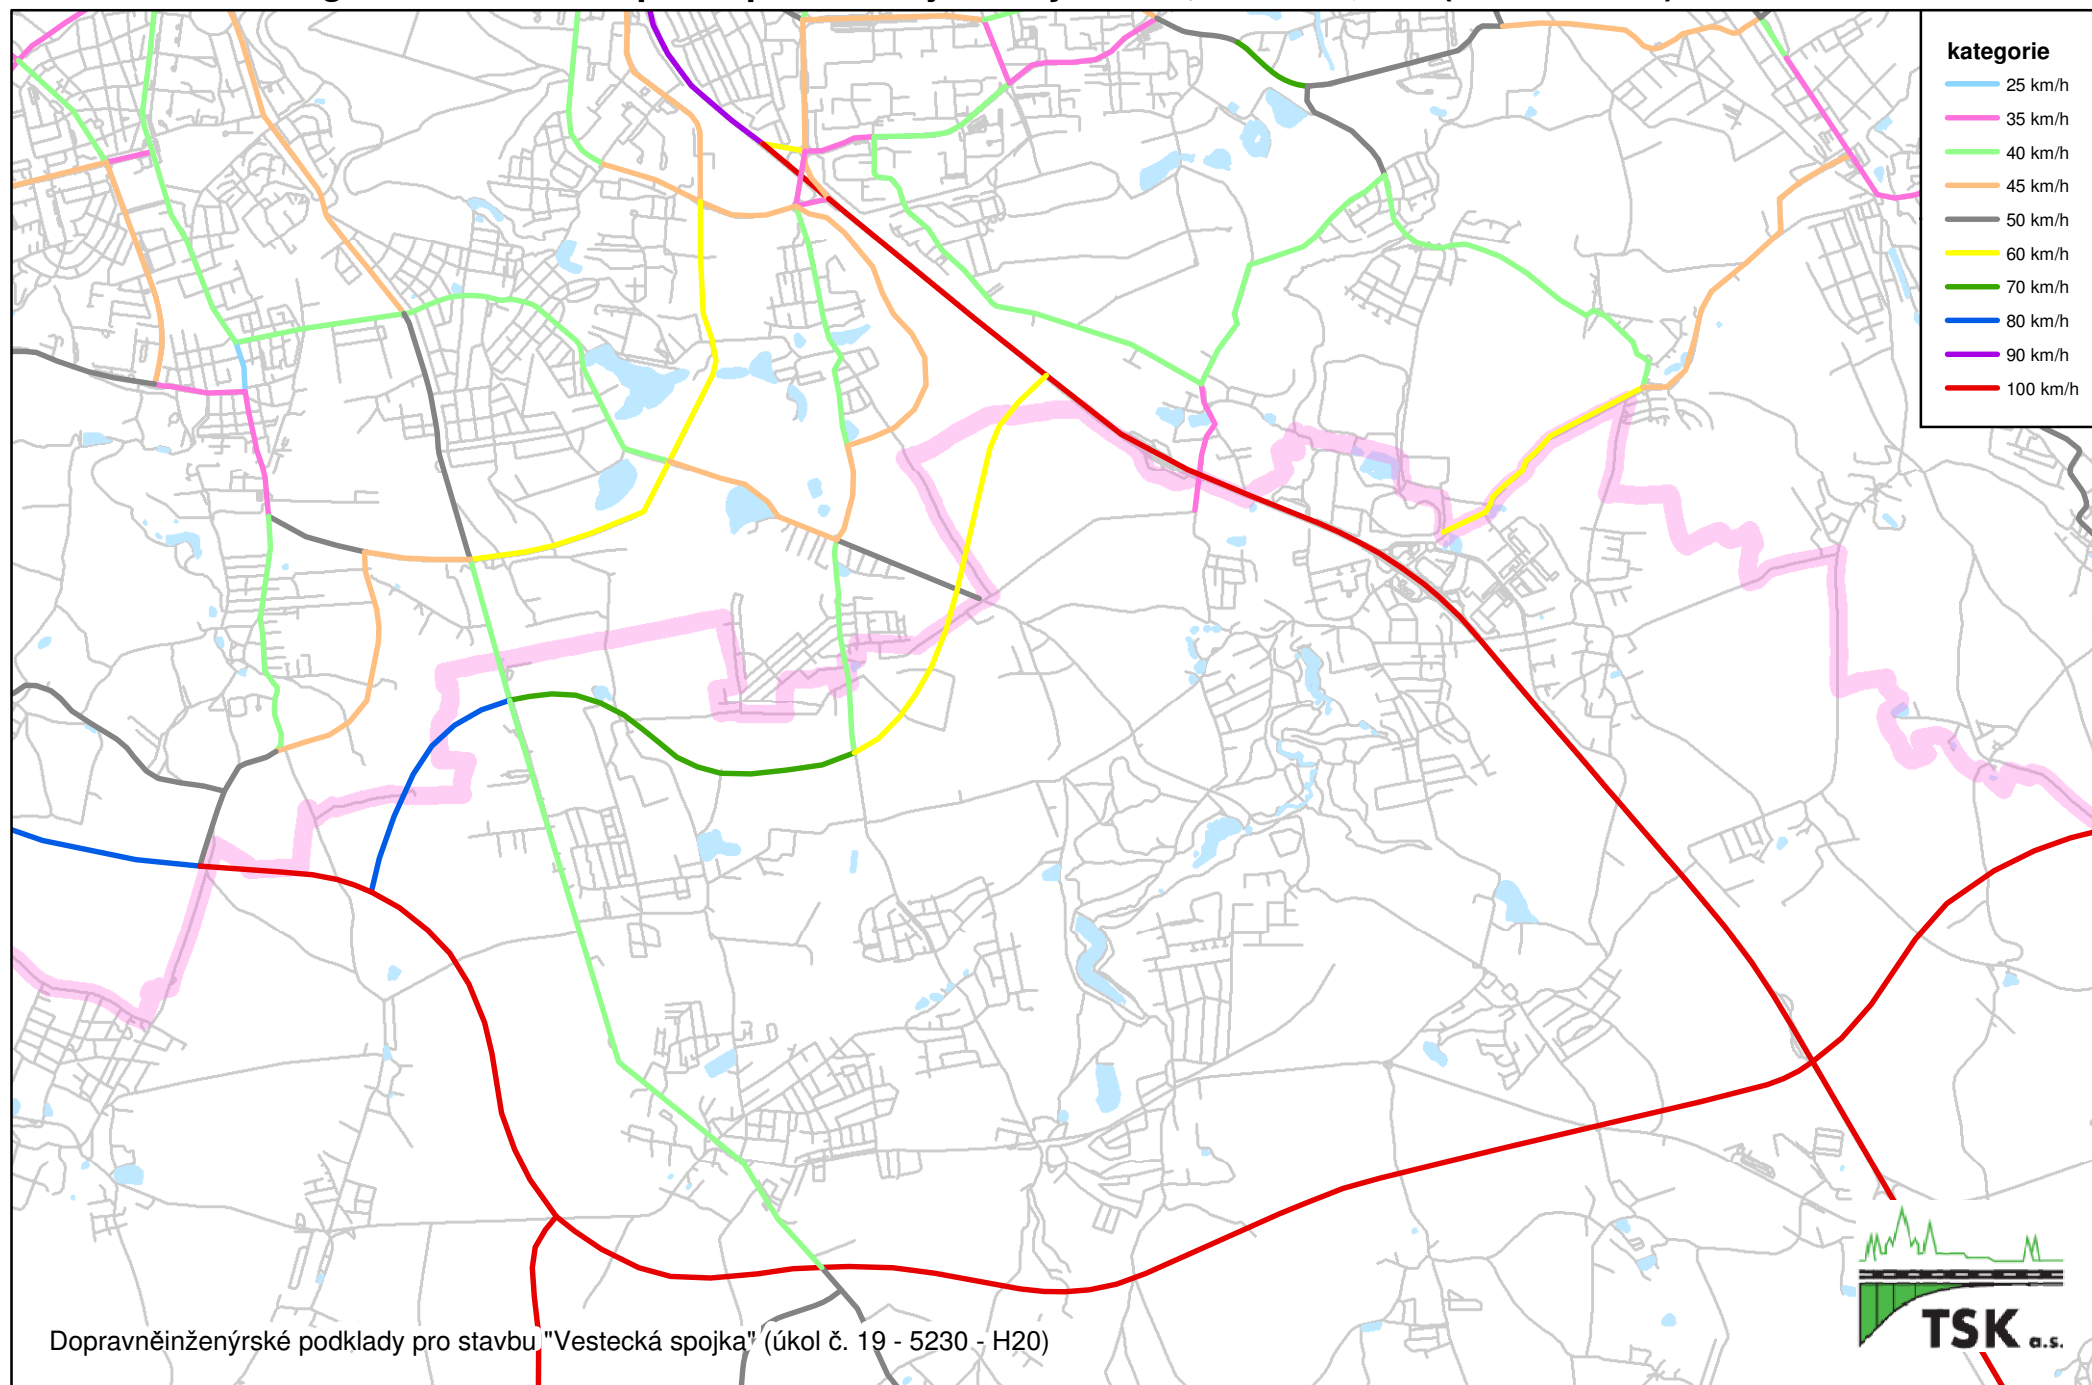 kategorie
25 km/h
35 km/h
40 km/h
45 km/h
50 km/h
60 km/h
70 km/h
80 km/h
90 km/h
100 km/h
Dopravněinženýrské podklady pro stavbu "Vestecká spojka" (úkol č. 19 - 5230 - H20)
TSK a.s.